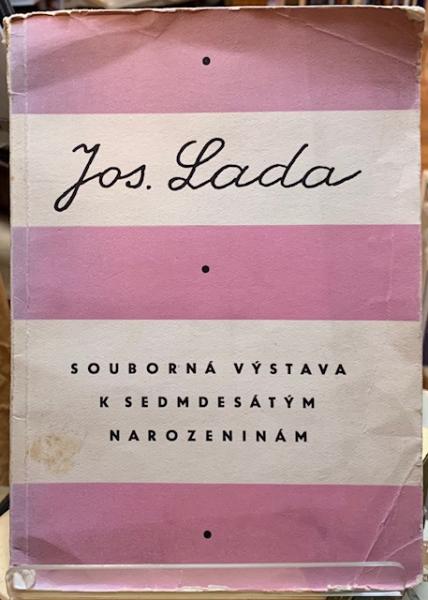 Jos. Lada
SOUBORNÁ VÝSTAVA
K SEDMDESÁTÝM
NAROZENINÁM